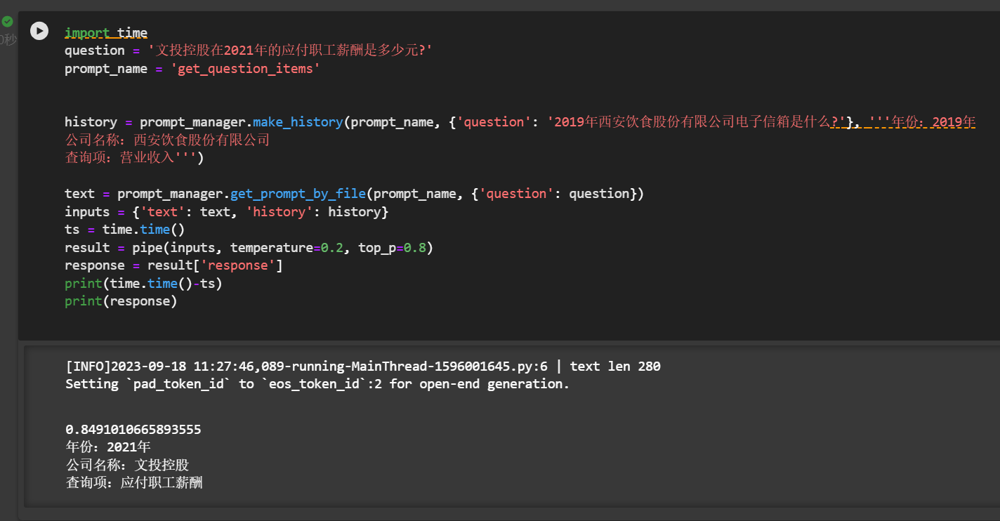 0秒
import time
question = '文投控股在2021年的应付职工薪酬是多少元?'
prompt_name = 'get_question_items'
history = prompt_manager.make_history(prompt_name, {'question': '2019年西安饮食股份有限公司电子信箱是什么?'}, '''年份：2019年
公司名称：西安饮食股份有限公司
查询项：营业收入''')
text = prompt_manager.get_prompt_by_file(prompt_name, {'question': question})
inputs = {'text': text, 'history': history}
ts = time.time()
result = pipe(inputs, temperature=0.2, top_p=0.8)
response = result['response']
print(time.time()-ts)
print(response)
[INFO]2023-09-18 11:27:46,089-running-MainThread-1596001645.py:6 | text len 280
Setting `pad_token_id` to `eos_token_id`:2 for open-end generation.
0.8491010665893555
年份：2021年
公司名称：文投控股
查询项：应付职工薪酬